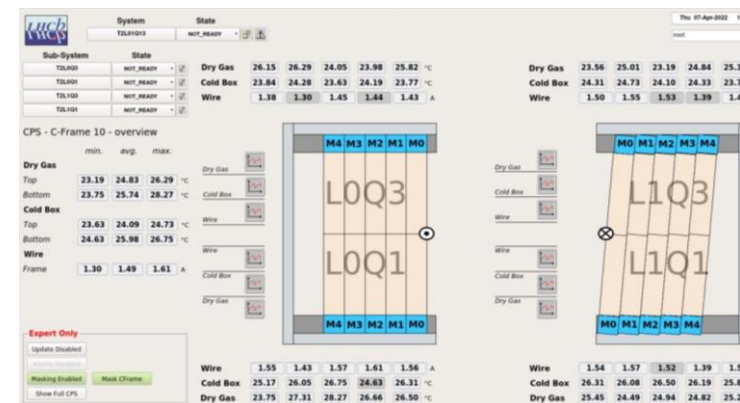 LHCb
System State
T2L01Q13 NOT_READY
Thu 07-Apr-2022
root
Sub-System State
T2L0Q3 NOT_READY
T2L0Q1 NOT_READY
T2L1Q3 NOT_READY
T2L1Q1 NOT_READY
Dry Gas 26.15 26.29 24.05 23.98 25.82 °C
Cold Box 23.84 24.28 23.63 24.19 23.77 °C
Wire 1.38 1.30 1.45 1.44 1.43 A
Dry Gas 23.56 25.01 23.19 24.84
Cold Box 24.31 24.73 24.10 24.33
Wire 1.50 1.55 1.53 1.39
CPS - C-Frame 10 - overview
min. avg. max.
Dry Gas
Top 23.19 24.83 26.29 °C
Bottom 23.75 25.74 28.27 °C
Cold Box
Top 23.63 24.09 24.73 °C
Bottom 24.63 25.98 26.75 °C
Wire
Frame 1.30 1.49 1.61 A
Dry Gas
Cold Box
Wire
Wire
Cold Box
Dry Gas
M4 M3 M2 M1 M0
L0Q3
L0Q1
M4 M3 M2 M1 M0
Dry Gas
Cold Box
Wire
Wire
Cold Box
Dry Gas
M0 M1 M2 M3 M4
L1Q3
L1Q1
M0 M1 M2 M3 M4
Expert Only
Update Disabled
Masking Enabled Mask CFrame
Show Full CPS
Wire 1.55 1.43 1.57 1.61 1.56 A
Cold Box 25.17 26.05 26.75 24.63 26.31 °C
Dry Gas 23.75 27.31 28.27 26.66 26.50 °C
Wire 1.54 1.57 1.52 1.39
Cold Box 26.31 26.08 26.50 26.19
Dry Gas 25.45 24.49 24.94 24.82